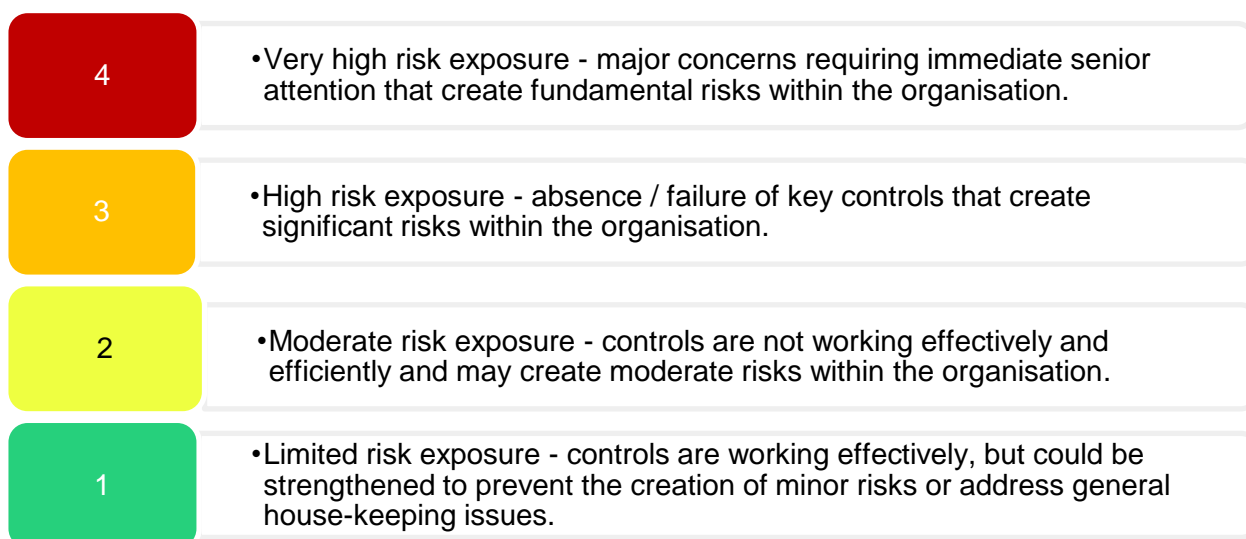 4
•Very high risk exposure - major concerns requiring immediate senior
attention that create fundamental risks within the organisation.
3
•High risk exposure - absence / failure of key controls that create
significant risks within the organisation.
2
•Moderate risk exposure - controls are not working effectively and
efficiently and may create moderate risks within the organisation.
1
•Limited risk exposure - controls are working effectively, but could be
strengthened to prevent the creation of minor risks or address general
house-keeping issues.